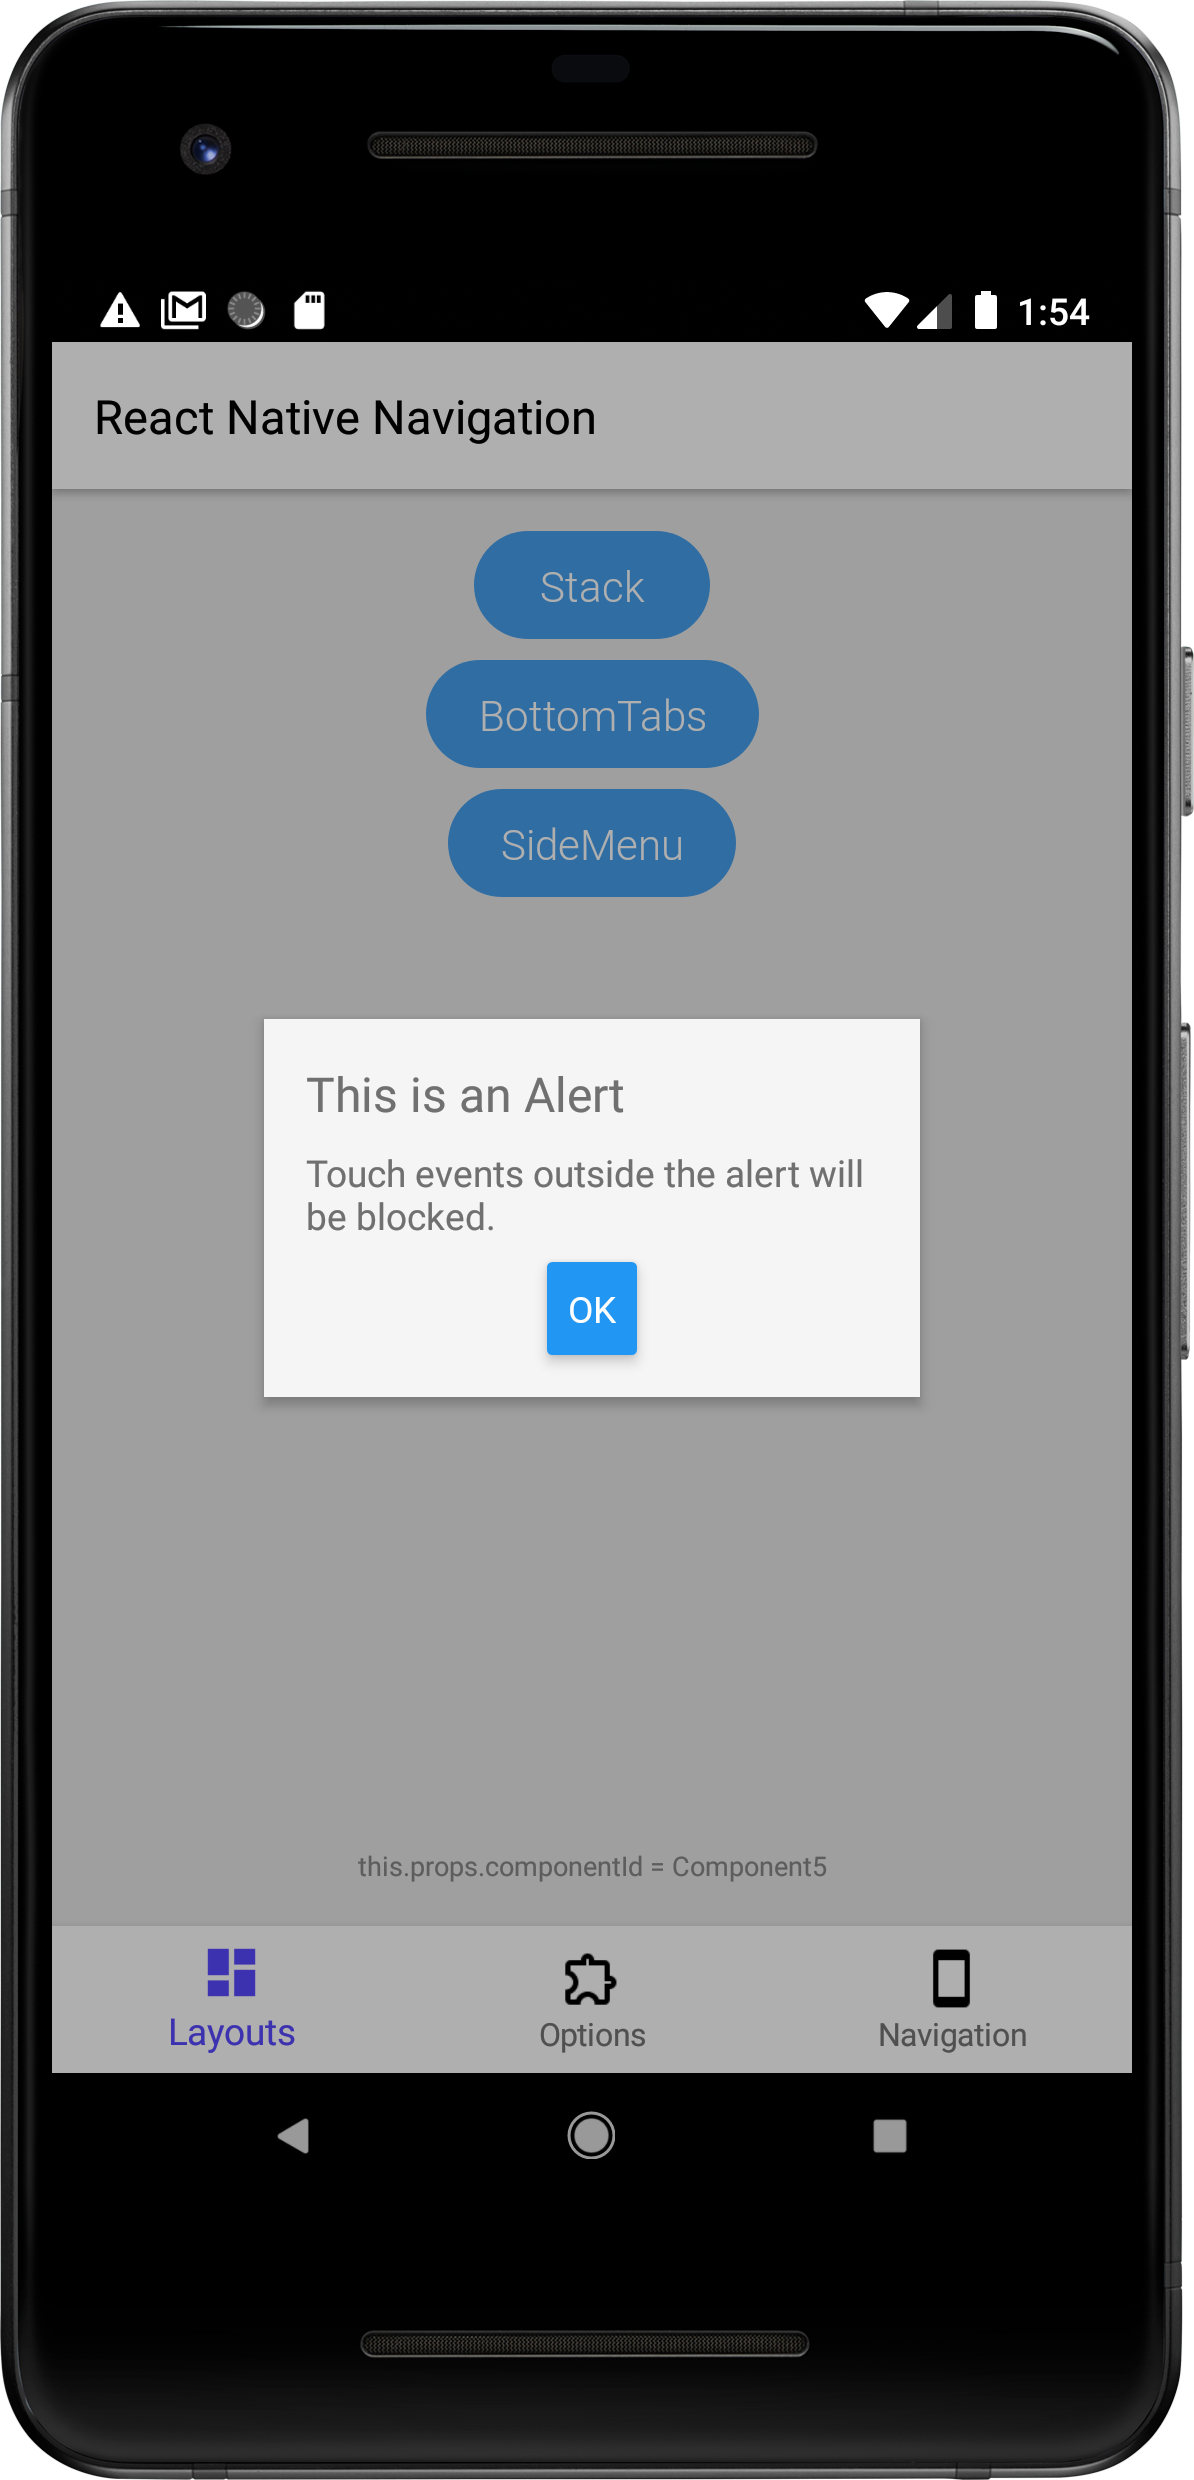 1:54
React Native Navigation
Stack
BottomTabs
SideMenu
This is an Alert
Touch events outside the alert will
be blocked.
OK
this.props.componentId = Component5
Layouts
Options
Navigation